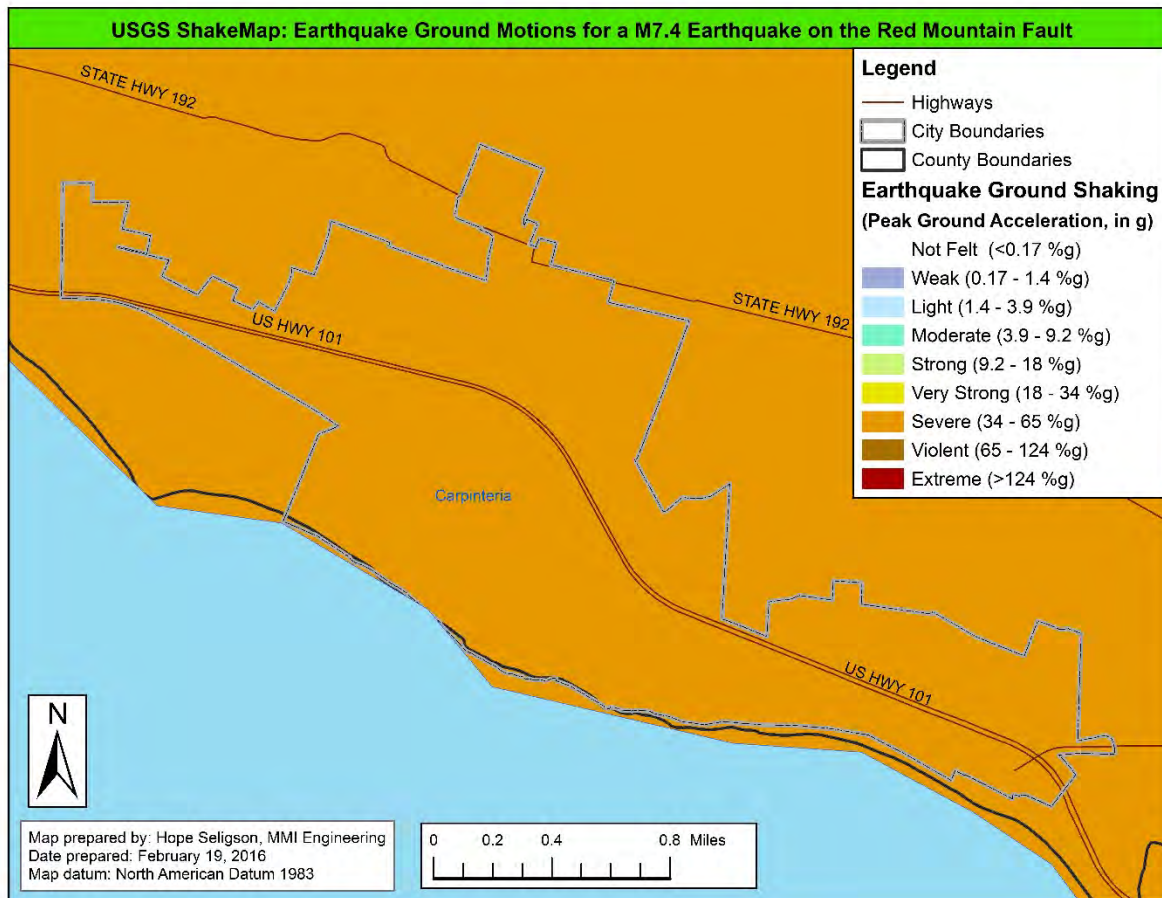 USGS ShakeMap: Earthquake Ground Motions for a M7.4 Earthquake on the Red Mountain Fault
STATE HWY 192
US HWY 101
STATE HWY 192
Carpinteria
US HWY 101
Legend
Highways
City Boundaries
County Boundaries
Earthquake Ground Shaking
(Peak Ground Acceleration, in g)
Not Felt (<0.17 %g)
Weak (0.17 - 1.4 %g)
Light (1.4 - 3.9 %g)
Moderate (3.9 - 9.2 %g)
Strong (9.2 - 18 %g)
Very Strong (18 - 34 %g)
Severe (34 - 65 %g)
Violent (65 - 124 %g)
Extreme (>124 %g)
N
Map prepared by: Hope Seligson, MMI Engineering
Date prepared: February 19, 2016
Map datum: North American Datum 1983
0 0.2 0.4 0.8 Miles